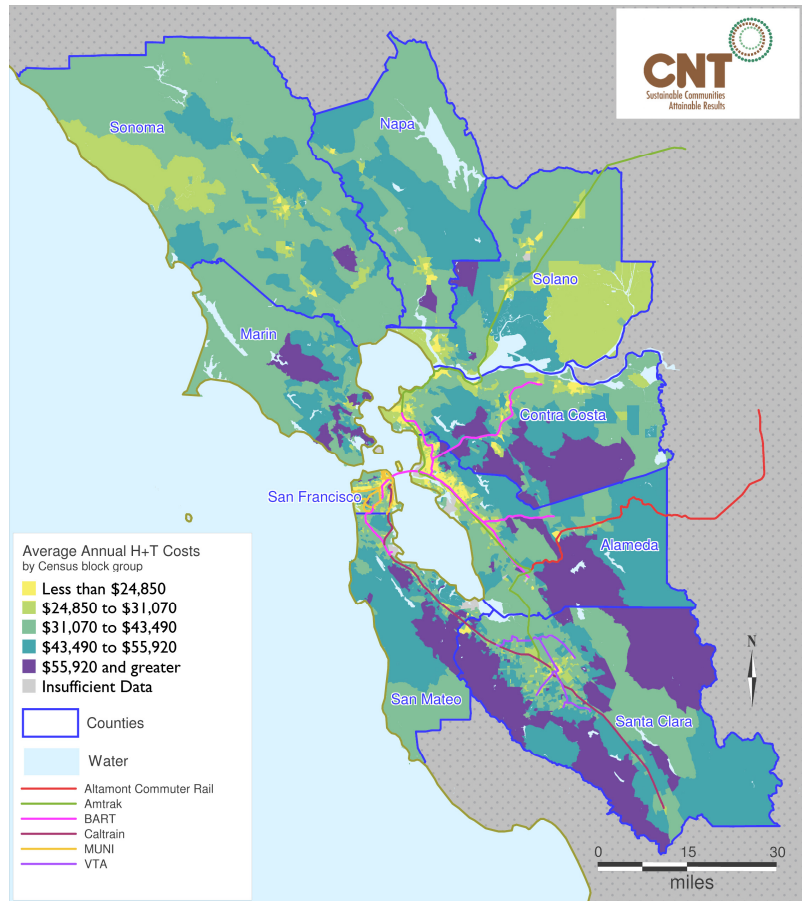 CNT
Sustainable Communities
Attainable Results
Sonoma
Napa
Solano
Marin
Contra Costa
San Francisco
Alameda
San Mateo
Santa Clara
Average Annual H+T Costs
by Census block group
Less than $24,850
$24,850 to $31,070
$31,070 to $43,490
$43,490 to $55,920
$55,920 and greater
Insufficient Data
Counties
Water
Altamont Commuter Rail
Amtrak
BART
Caltrain
MUNI
VTA
N
0 15 30
miles